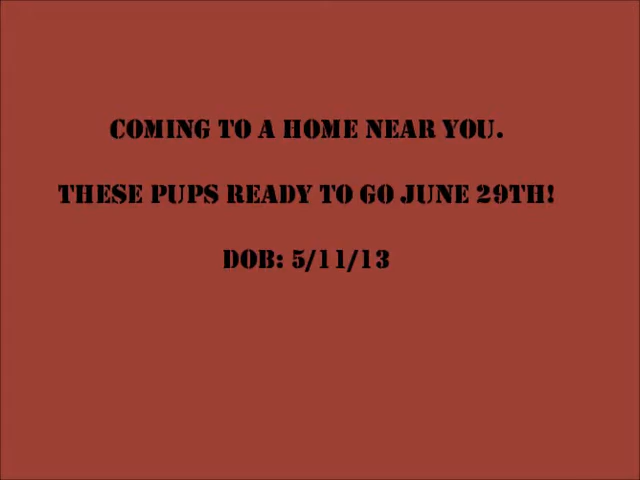 COMING TO A HOME NEAR YOU.
THESE PUPS READY TO GO JUNE 29TH!
DOB: 5/11/13